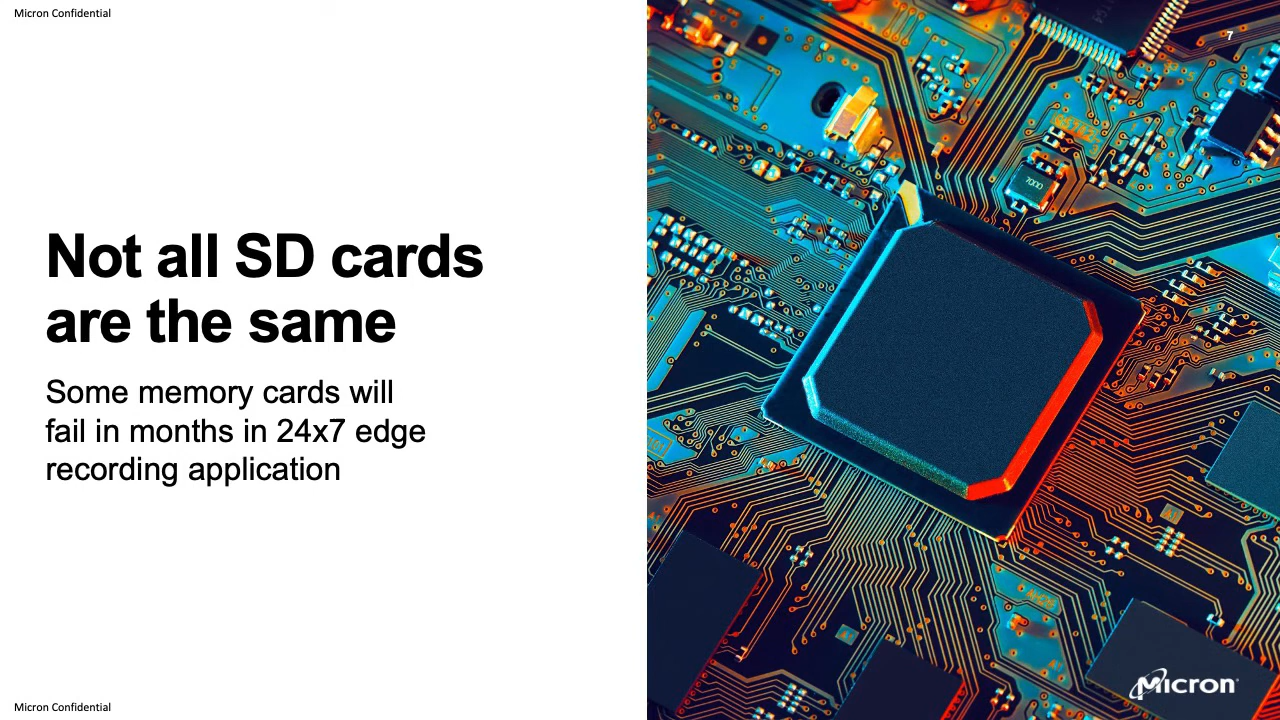 Micron Confidential
7
Not all SD cards
are the same
Some memory cards will
fail in months in 24x7 edge
recording application
Micron Confidential
Micron